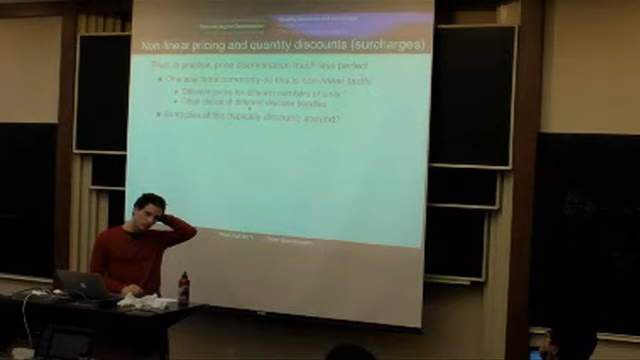 Non-linear pricing and quantity discounts (surcharges)
Thus, in practice, price discrimination much less perfect
One way firms commonly do this is non-linear tariffs
Different prices for different numbers of units
Offer choice of different discrete bundles
Examples of this (typically discount) abound?